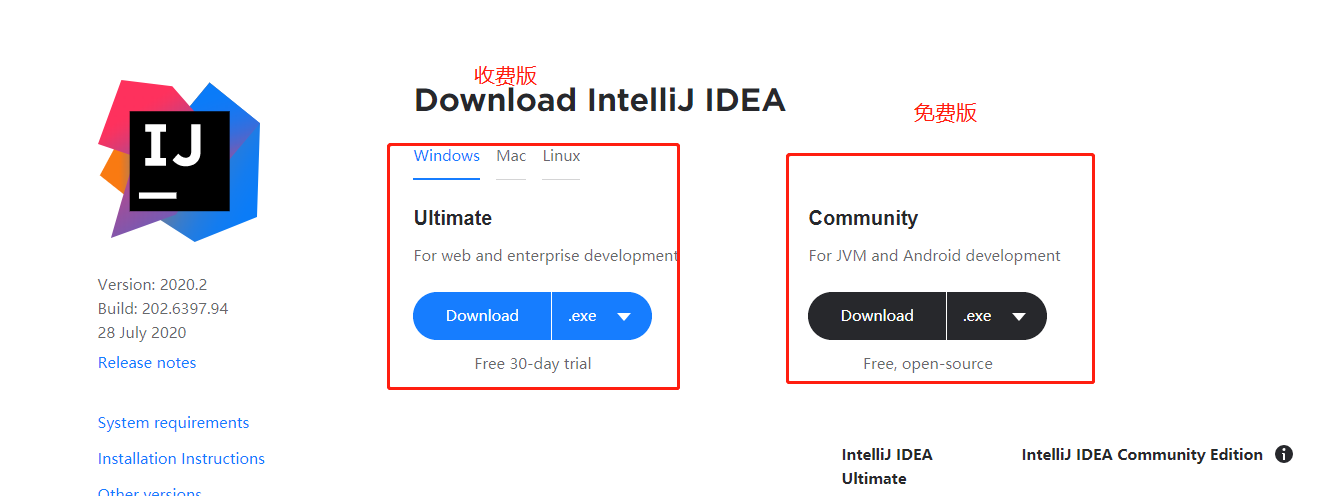 收费版
Download IntelliJ IDEA
免费版
IJ
Windows Mac Linux
Ultimate
For web and enterprise development
Download .exe
Free 30-day trial
Community
For JVM and Android development
Download .exe
Free, open-source
Version: 2020.2
Build: 202.6397.94
28 July 2020
Release notes
System requirements
Installation Instructions
Other versions
IntelliJ IDEA
Ultimate
IntelliJ IDEA Community Edition